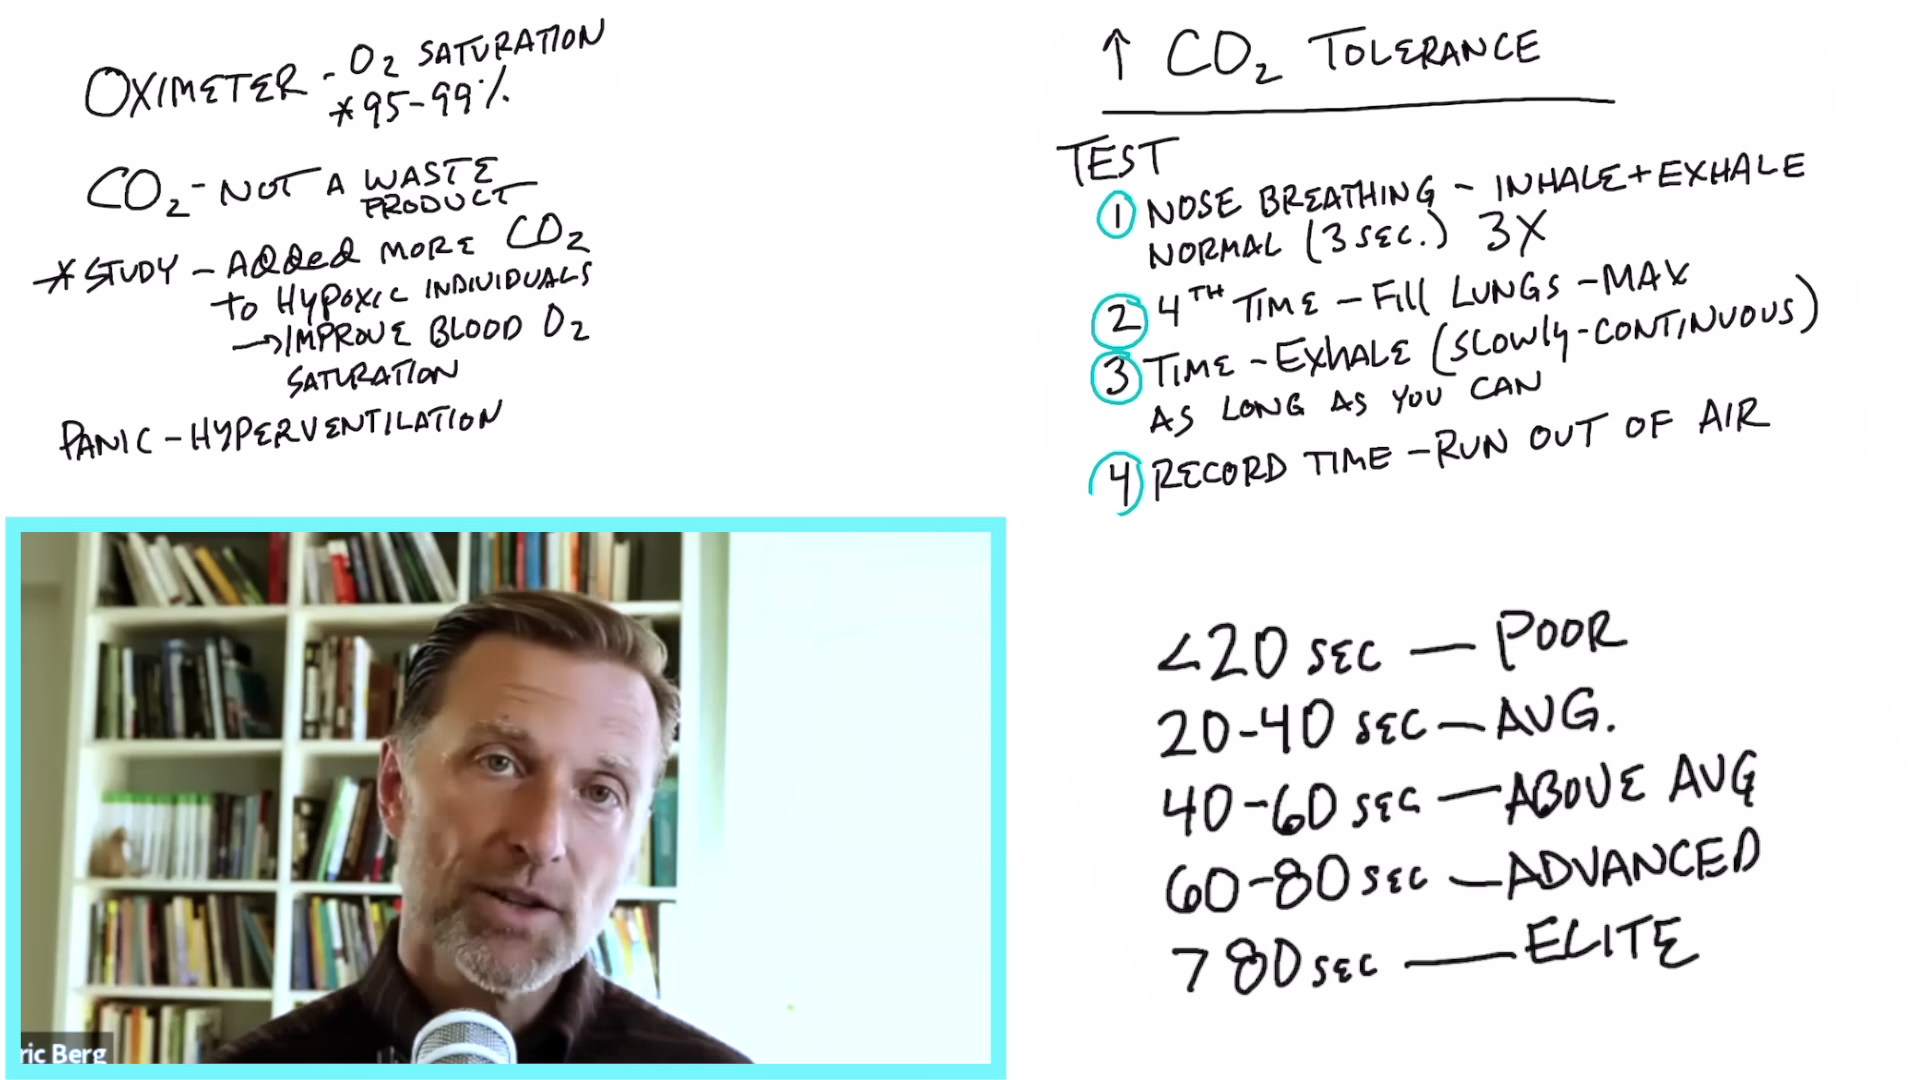 OXIMETER - O2 SATURATION
*95-99%
CO2 - NOT A WASTE
PRODUCT
*STUDY - ADDED MORE CO2
TO HYPOXIC INDIVIDUALS
→IMPROVE BLOOD O2
SATURATION
PANIC - HYPERVENTILATION
↑ CO2 TOLERANCE
TEST
1 NOSE BREATHING - INHALE + EXHALE
NORMAL (3 SEC.) 3X
2 4TH TIME - FILL LUNGS - MAX
3 TIME - EXHALE (SLOWLY - CONTINUOUS)
AS LONG AS YOU CAN
4 RECORD TIME - RUN OUT OF AIR
<20 SEC — POOR
20-40 SEC — AVG.
40-60 SEC — ABOVE AVG
60-80 SEC — ADVANCED
>80 SEC — ELITE
ric Berg